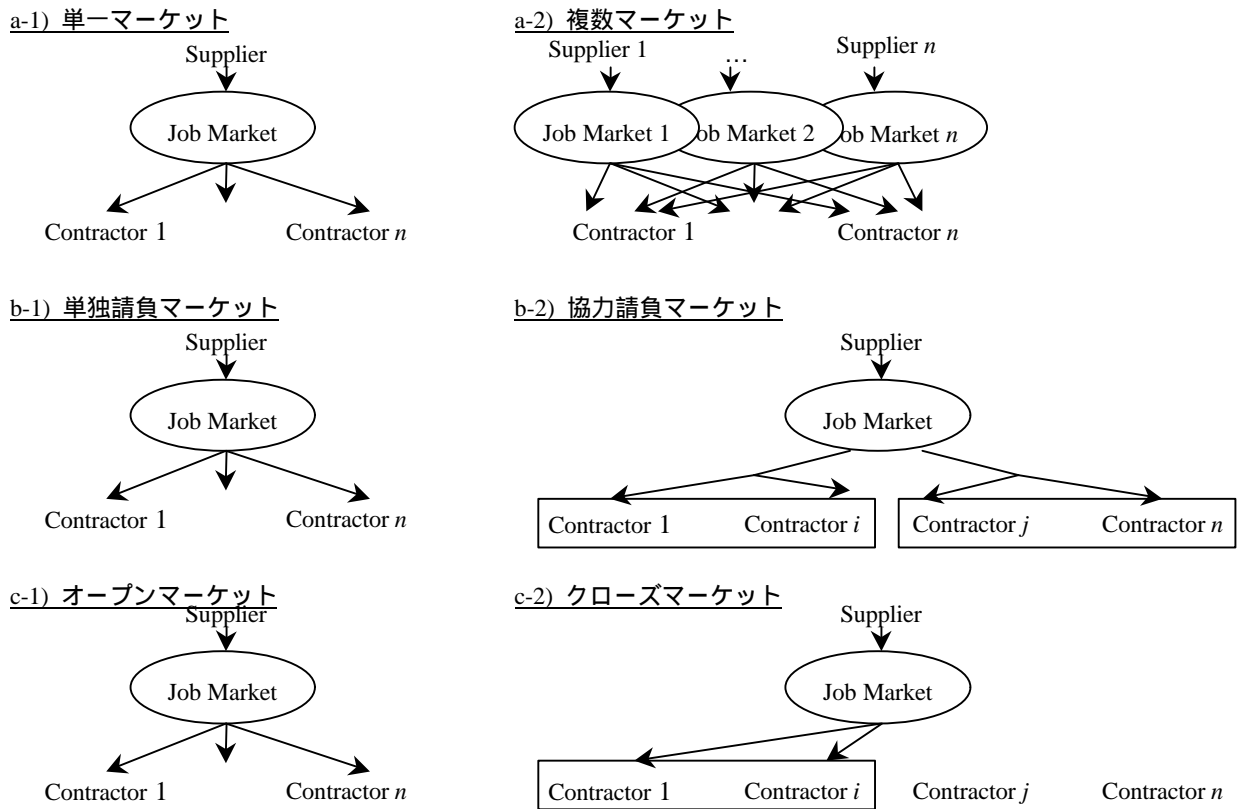 a-1) 単一マーケット
Supplier
Job Market
Contractor 1
Contractor n
a-2) 複数マーケット
Supplier 1
…
Supplier n
Job Market 1
ob Market 2
ob Market n
Contractor 1
Contractor n
b-1) 単独請負マーケット
Supplier
Job Market
Contractor 1
Contractor n
b-2) 協力請負マーケット
Supplier
Job Market
Contractor 1
Contractor i
Contractor j
Contractor n
c-1) オープンマーケット
Supplier
Job Market
Contractor 1
Contractor n
c-2) クローズマーケット
Supplier
Job Market
Contractor 1
Contractor i
Contractor j
Contractor n